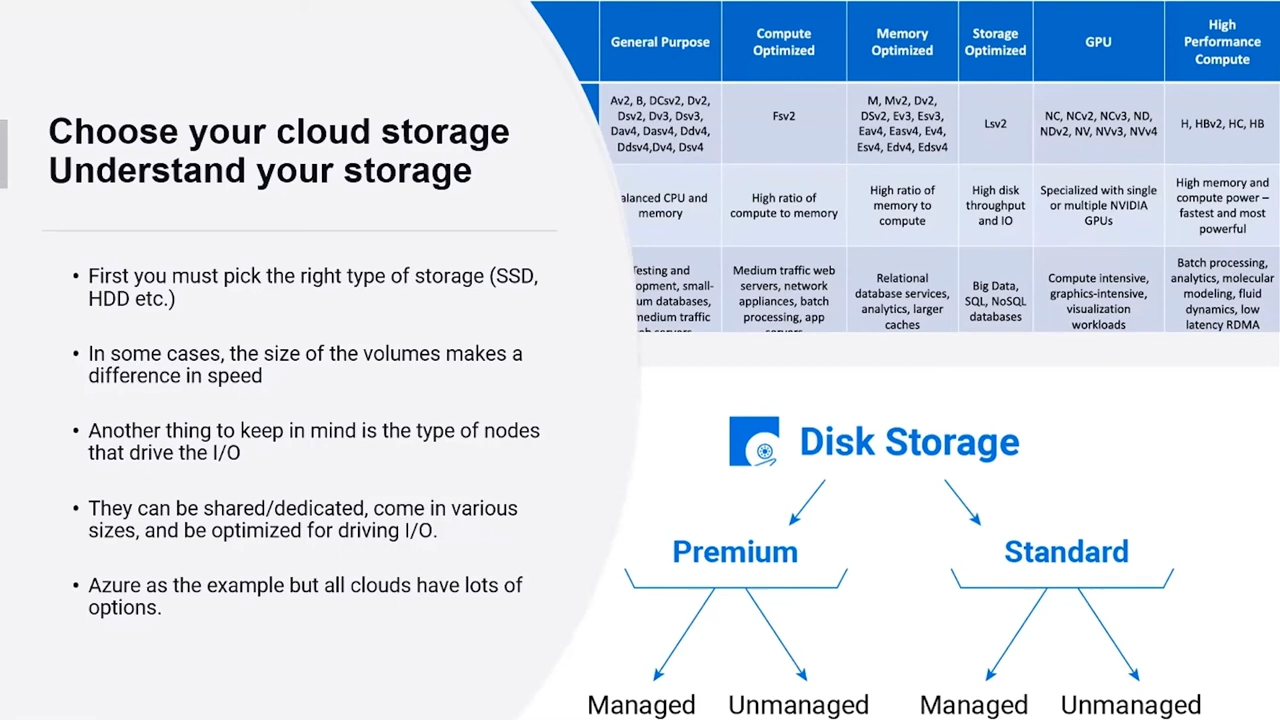 Choose your cloud storage
Understand your storage
• First you must pick the right type of storage (SSD,
HDD etc.)
• In some cases, the size of the volumes makes a
difference in speed
• Another thing to keep in mind is the type of nodes
that drive the I/O
• They can be shared/dedicated, come in various
sizes, and be optimized for driving I/O.
• Azure as the example but all clouds have lots of
options.
General Purpose
Compute
Optimized
Memory
Optimized
Storage
Optimized
GPU
High
Performance
Compute
Av2, B, DCsv2, Dv2,
Dsv2, Dv3, Dsv3,
Dav4, Dasv4, Ddv4,
Ddsv4,Dv4, Dsv4
Fsv2
M, Mv2, Dv2,
DSv2, Ev3, Esv3,
Eav4, Easv4, Ev4,
Esv4, Edv4, Edsv4
Lsv2
NC, NCv2, NCv3, ND,
NDv2, NV, NVv3, NVv4
H, HBv2, HC, HB
alanced CPU and
memory
High ratio of
compute to memory
High ratio of
memory to
compute
High disk
throughput
and IO
Specialized with single
or multiple NVIDIA
GPUs
High memory and
compute power –
fastest and most
powerful
Testing and
opment, small-
um databases,
medium traffic
Medium traffic web
servers, network
appliances, batch
processing, app
Relational
database services,
analytics, larger
caches
Big Data,
SQL, NoSQL
databases
Compute intensive,
graphics-intensive,
visualization
workloads
Batch processing,
analytics, molecular
modeling, fluid
dynamics, low
latency RDMA
Disk Storage
Premium
Standard
Managed
Unmanaged
Managed
Unmanaged